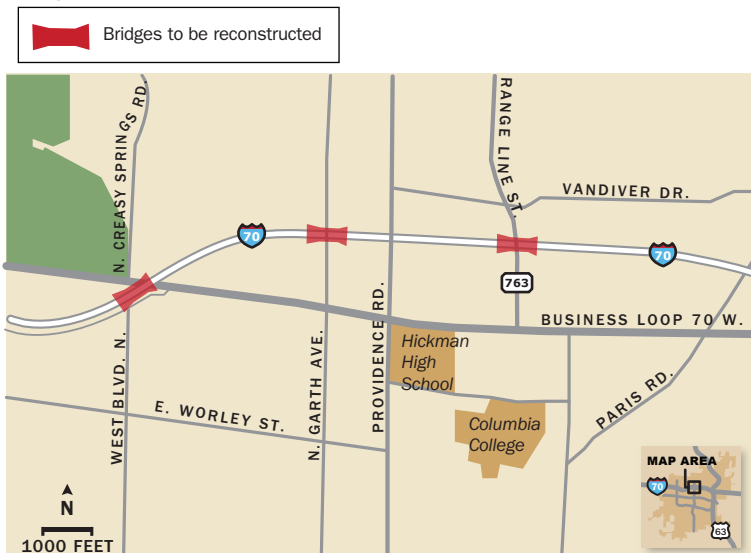 Bridges to be reconstructed
N. CREASY SPRINGS RD.
RANGE LINE ST.
VANDIVER DR.
70
70
763
BUSINESS LOOP 70 W.
PROVIDENCE RD.
Hickman
High
School
WEST BLVD. N.
N. GARTH AVE.
E. WORLEY ST.
PARIS RD.
Columbia
College
MAP AREA
70
63
N
1000 FEET